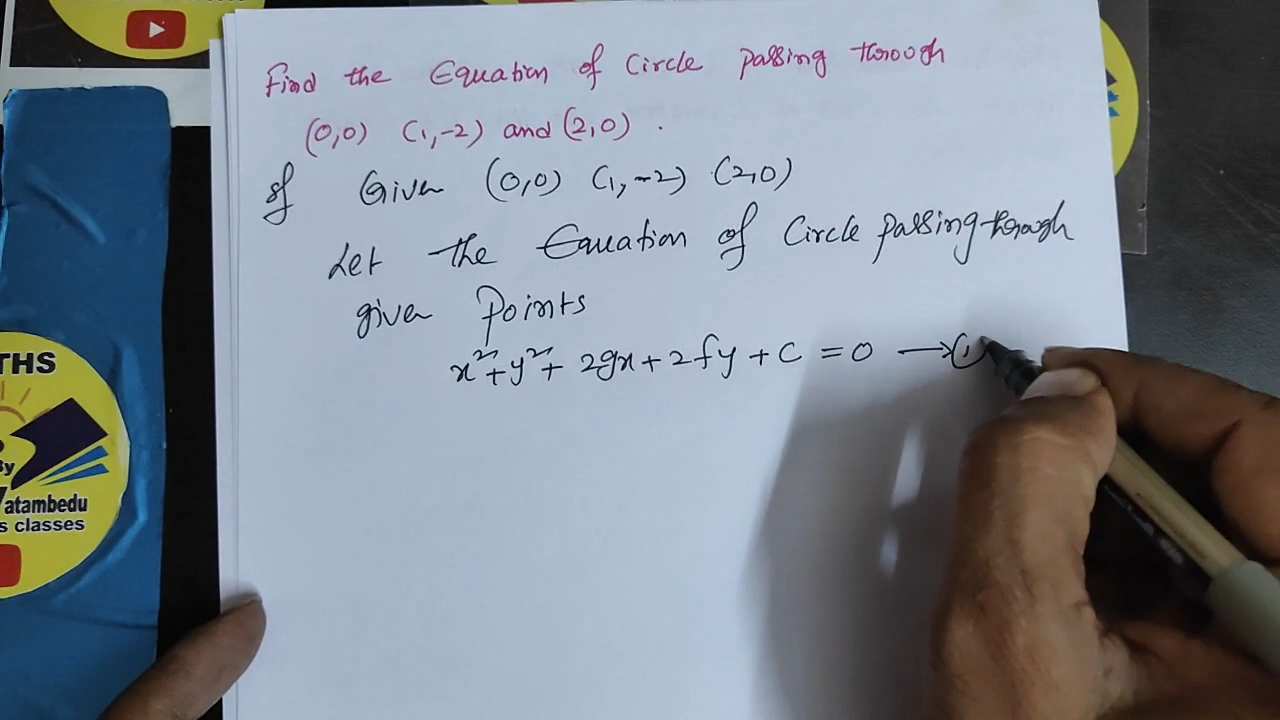 Find the Equation of Circle passing through
(0,0) (1,-2) and (2,0) .
Given (0,0) (1,-2) (2,0)
Let the Equation of Circle passing through
given Points
x²+y²+ 2gx+2fy+c =0 →(1
THS
By
atambedu
s classes